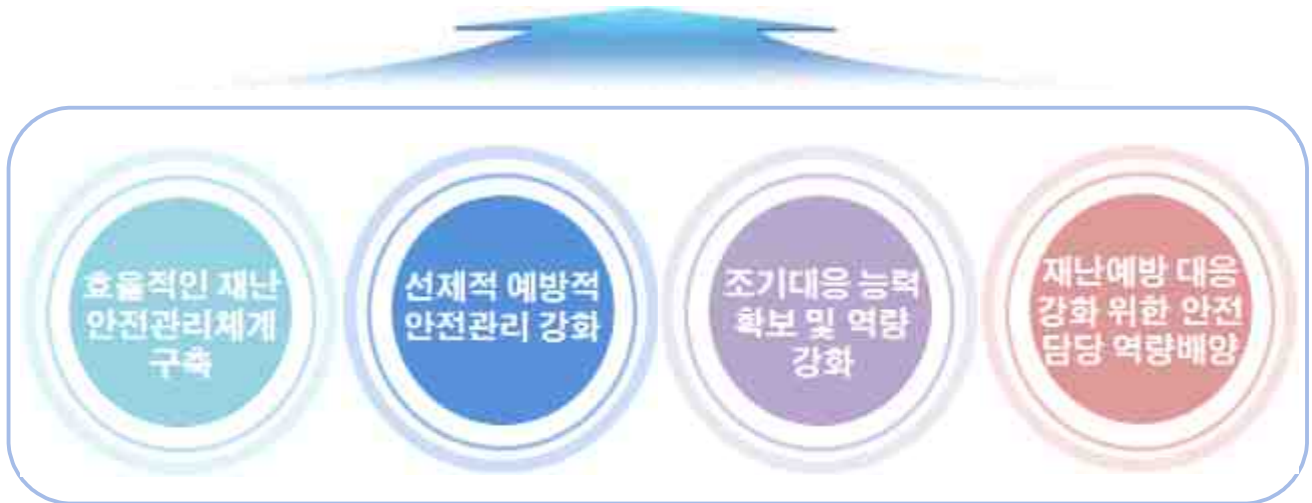 효율적인 재난
안전관리체계
구축
선제적 예방적
안전관리 강화
조기대응 능력
확보 및 역량
강화
재난예방 대응
강화 위한 안전
담당 역량배양